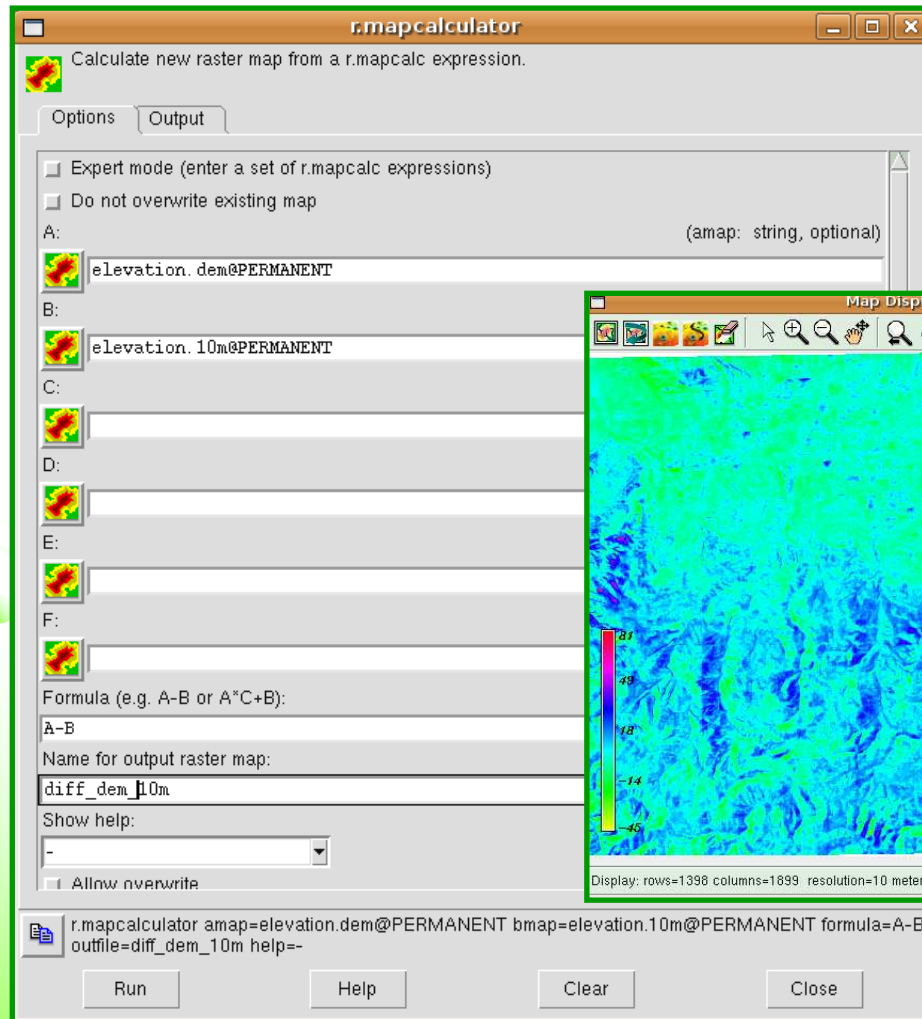 r.mapcalculator
Calculate new raster map from a r.mapcalc expression.
Options
Output
Expert mode (enter a set of r.mapcalc expressions)
Do not overwrite existing map
A:
(amap: string, optional)
elevation.dem@PERMANENT
B:
elevation.10m@PERMANENT
C:
D:
E:
F:
Formula (e.g. A-B or A*C+B):
A-B
Name for output raster map:
diff_dem_10m
Show help:
-
Allow overwrite
Map Disp
81
49
18
-14
-45
Display: rows=1398 columns=1899 resolution=10 meter
r.mapcalculator amap=elevation.dem@PERMANENT bmap=elevation.10m@PERMANENT formula=A-B
outfile=diff_dem_10m help=-
Run
Help
Clear
Close